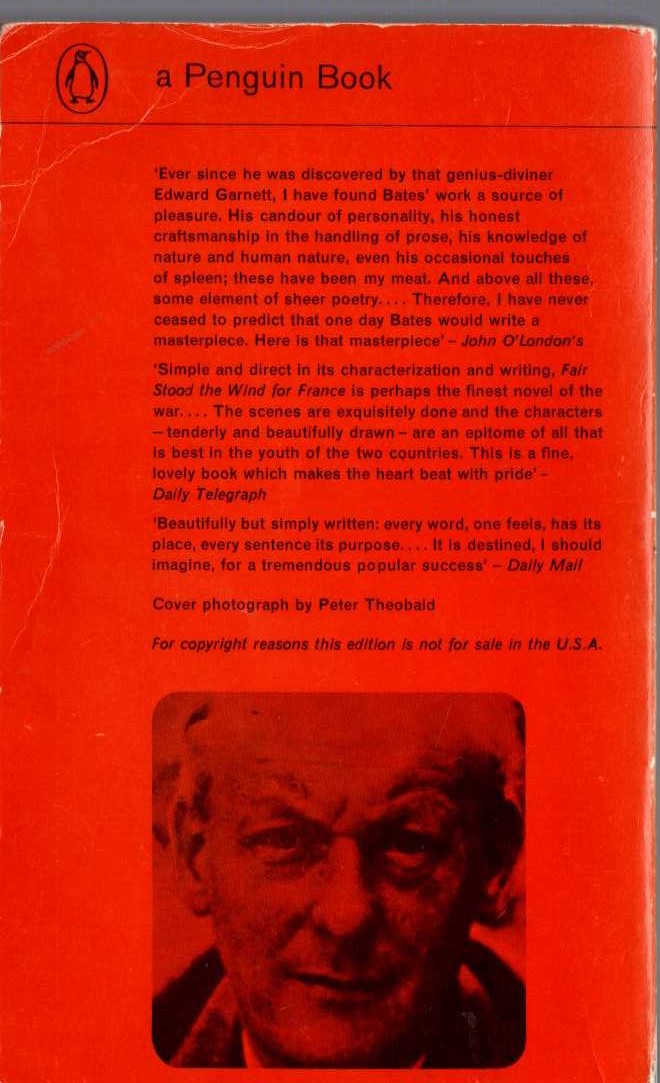 a Penguin Book
'Ever since he was discovered by that genius-diviner
Edward Garnett, I have found Bates' work a source of
pleasure. His candour of personality, his honest
craftsmanship in the handling of prose, his knowledge of
nature and human nature, even his occasional touches
of spleen; these have been my meat. And above all these,
some element of sheer poetry.... Therefore, I have never
ceased to predict that one day Bates would write a
masterpiece. Here is that masterpiece' – John O'London's
'Simple and direct in its characterization and writing, Fair
Stood the Wind for France is perhaps the finest novel of the
war.... The scenes are exquisitely done and the characters
– tenderly and beautifully drawn – are an epitome of all that
is best in the youth of the two countries. This is a fine,
lovely book which makes the heart beat with pride' –
Daily Telegraph
'Beautifully but simply written: every word, one feels, has its
place, every sentence its purpose.... It is destined, I should
imagine, for a tremendous popular success' – Daily Mail
Cover photograph by Peter Theobald
For copyright reasons this edition is not for sale in the U.S.A.